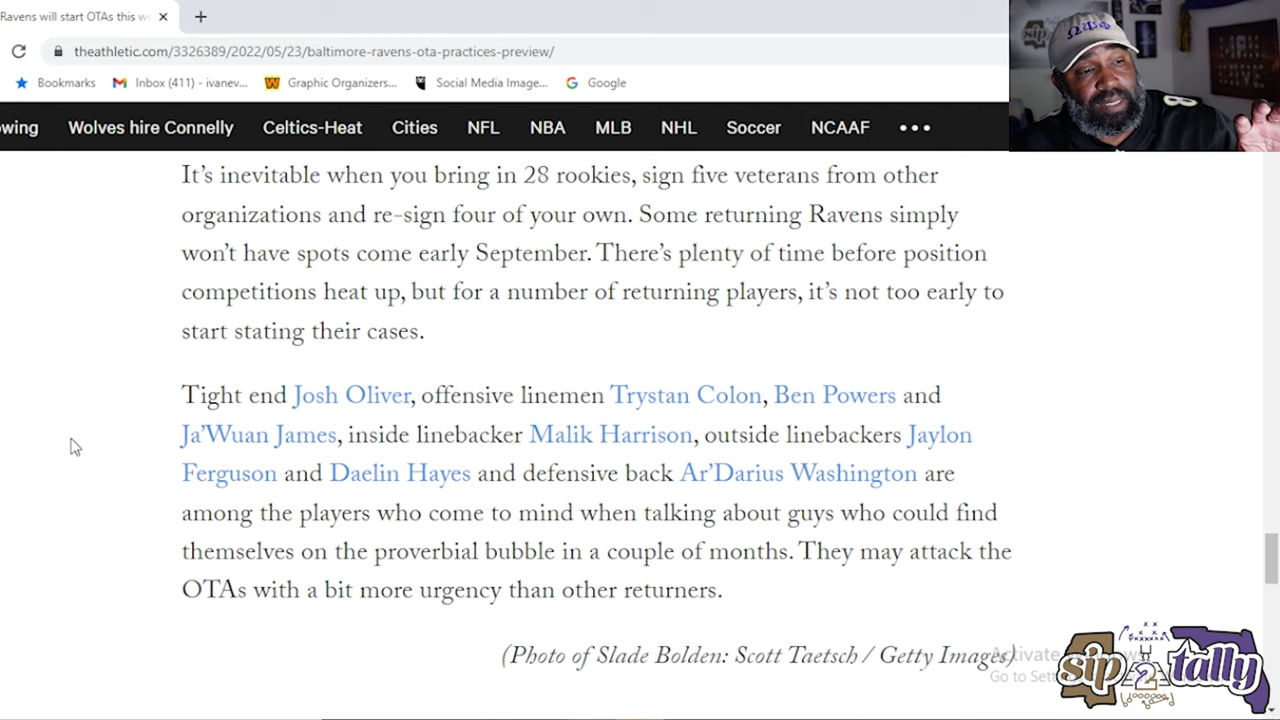 Ravens will start OTAs this w
theathletic.com/3326389/2022/05/23/baltimore-ravens-ota-practices-preview/
Bookmarks Inbox (411) - ivanev... Graphic Organizers... Social Media Image... Google
owing Wolves hire Connelly Celtics-Heat Cities NFL NBA MLB NHL Soccer NCAAF •••
ΩΨΦ
It's inevitable when you bring in 28 rookies, sign five veterans from other
organizations and re-sign four of your own. Some returning Ravens simply
won't have spots come early September. There's plenty of time before position
competitions heat up, but for a number of returning players, it's not too early to
start stating their cases.
Tight end Josh Oliver, offensive linemen Trystan Colon, Ben Powers and
Ja'Wuan James, inside linebacker Malik Harrison, outside linebackers Jaylon
Ferguson and Daelin Hayes and defensive back Ar'Darius Washington are
among the players who come to mind when talking about guys who could find
themselves on the proverbial bubble in a couple of months. They may attack the
OTAs with a bit more urgency than other returners.
(Photo of Slade Bolden: Scott Taetsch / Getty Images)
Activate
Go to Set
sip 2 tally